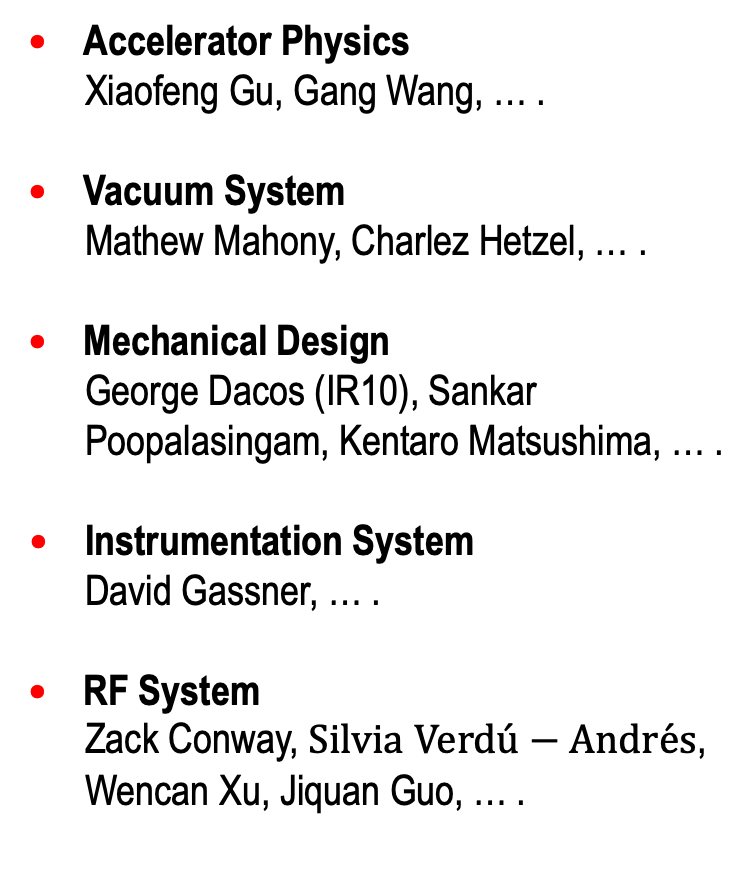 • Accelerator Physics
Xiaofeng Gu, Gang Wang, … .
• Vacuum System
Mathew Mahony, Charlez Hetzel, … .
• Mechanical Design
George Dacos (IR10), Sankar
Poopalasingam, Kentaro Matsushima, … .
• Instrumentation System
David Gassner, … .
• RF System
Zack Conway, Silvia Verdú − Andrés,
Wencan Xu, Jiquan Guo, … .